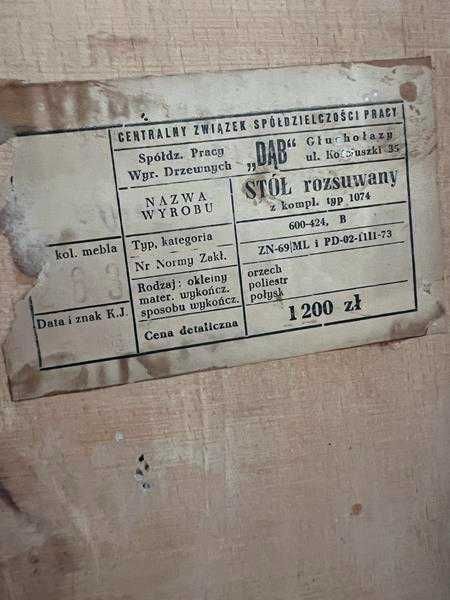 CENTRALNY ZWIĄZEK SPÓŁDZIELCZOŚCI PRACY
Spółdz. Pracy
Wyr. Drzewnych
„DĄB"
Głuchołazy
ul. Kościuszki 35
NAZWA
WYROBU
STÓŁ rozsuwany
z kompl. typ 1074
kol. mebla
Typ, kategoria
600-424, B
Nr Normy Zakł.
ZN-69/ML i PD-02-1111-73
Rodzaj: okleiny
mater. wykończ.
sposobu wykończ.
orzech
poliestr
połysk
Data i znak K.J.
Cena detaliczna
1200 zł